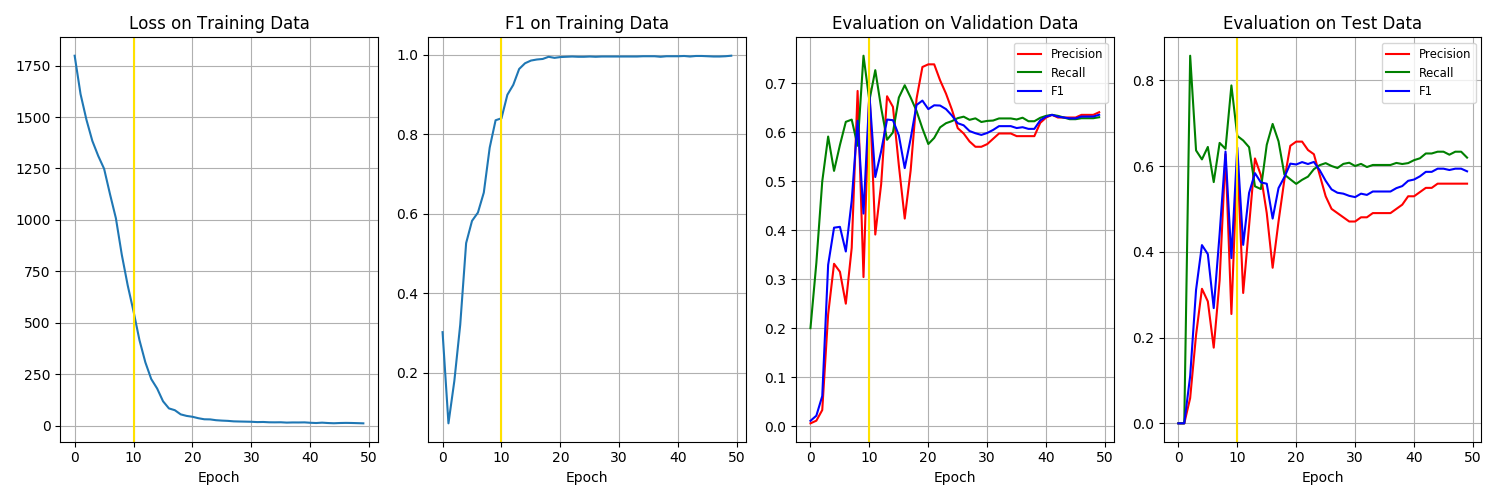 Loss on Training Data
1750
1500
1250
1000
750
500
250
0
0 10 20 30 40 50
Epoch
F1 on Training Data
1.0
0.8
0.6
0.4
0.2
0 10 20 30 40 50
Epoch
Evaluation on Validation Data
Precision
Recall
F1
0.7
0.6
0.5
0.4
0.3
0.2
0.1
0.0
0 10 20 30 40 50
Epoch
Evaluation on Test Data
Precision
Recall
F1
0.8
0.6
0.4
0.2
0.0
0 10 20 30 40 50
Epoch